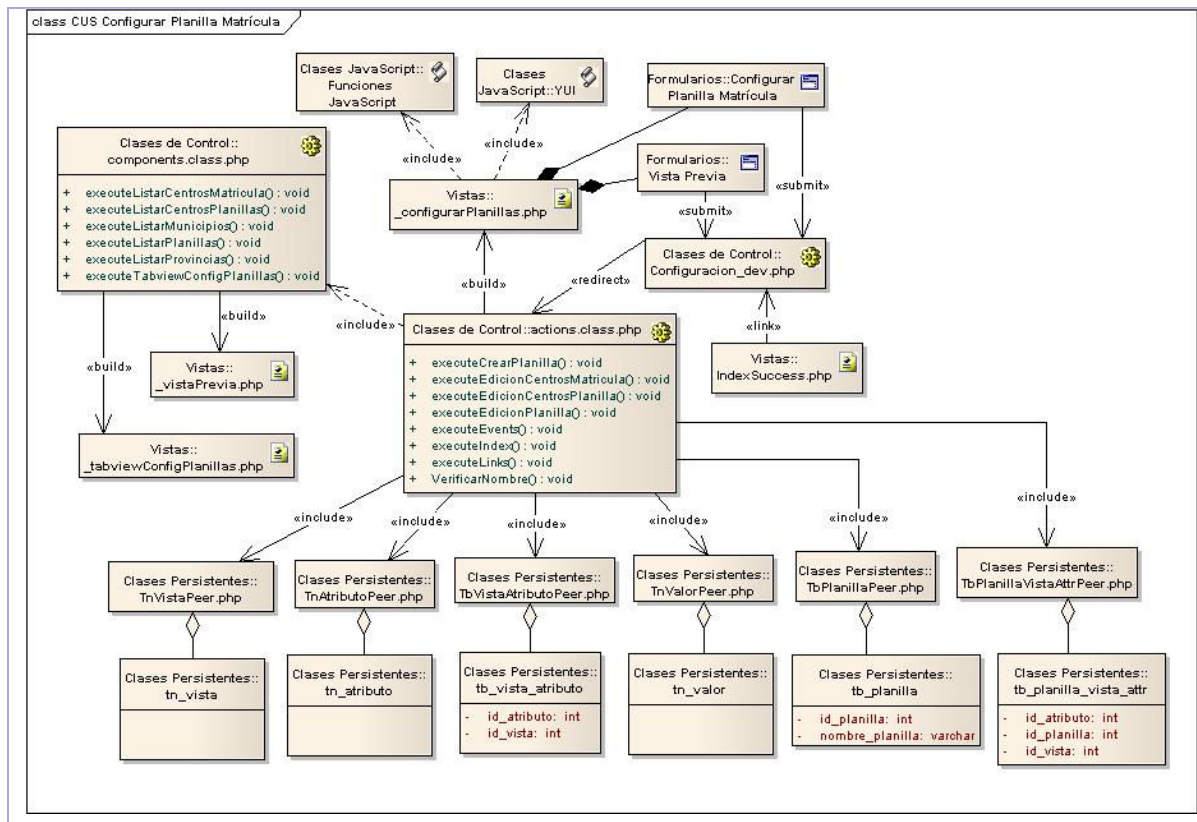 class CUS Configurar Planilla Matrícula
Clases JavaScript::
Funciones
JavaScript
Clases
JavaScript::YUI
Formularios::Configurar
Planilla Matrícula
Clases de Control::
components.class.php
+ executeListarCentrosMatricula() : void
+ executeListarCentrosPlanillas() : void
+ executeListarMunicipios() : void
+ executeListarPlanillas() : void
+ executeListarProvincias() : void
+ executeTabviewConfigPlanillas() : void
«include»
«include»
Formularios::
Vista Previa
Vistas::
_configurarPlanillas.php
«submit»
«submit»
Clases de Control::
Configuracion_dev.php
«redirect»
«build»
«include»
«build»
«build»
«link»
Vistas::
_vistaPrevia.php
Vistas::
_tabviewConfigPlanillas.php
Vistas::
IndexSuccess.php
Clases de Control::actions.class.php
+ executeCrearPlanilla() : void
+ executeEdicionCentrosMatricula() : void
+ executeEdicionCentrosPlanilla() : void
+ executeEdicionPlanilla() : void
+ executeEvents() : void
+ executeIndex() : void
+ executeLinks() : void
+ VerificarNombre() : void
«include»
«include»
«include»
«include»
«include»
«include»
Clases Persistentes::
TnVistaPeer.php
Clases Persistentes::
TnAtributoPeer.php
Clases Persistentes::
TbVistaAtributoPeer.php
Clases Persistentes::
TnValorPeer.php
Clases Persistentes::
TbPlanillaPeer.php
Clases Persistentes::
TbPlanillaVistaAttrPeer.php
Clases Persistentes::
tn_vista
Clases Persistentes::
tn_atributo
Clases Persistentes::
tb_vista_atributo
- id_atributo: int
- id_vista: int
Clases Persistentes::
tn_valor
Clases Persistentes::
tb_planilla
- id_planilla: int
- nombre_planilla: varchar
Clases Persistentes::
tb_planilla_vista_attr
- id_atributo: int
- id_planilla: int
- id_vista: int